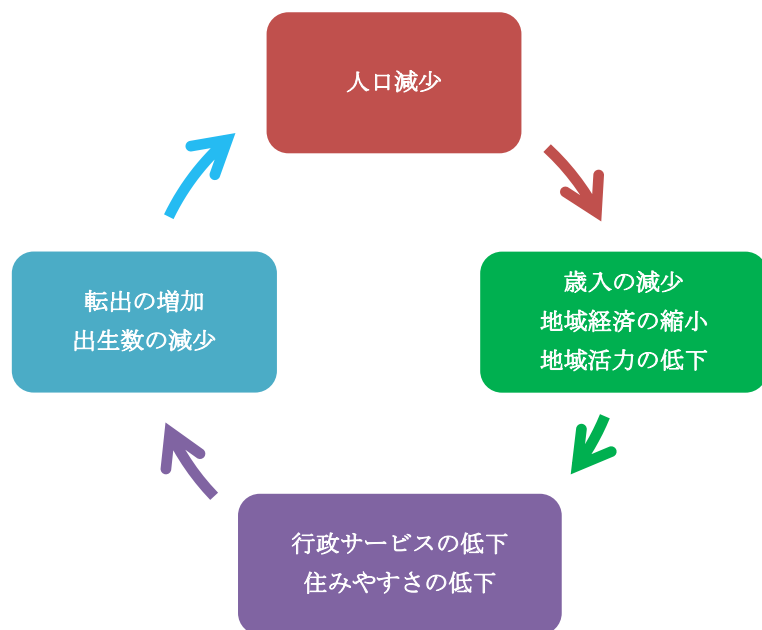 人口減少
歳入の減少
地域経済の縮小
地域活力の低下
行政サービスの低下
住みやすさの低下
転出の増加
出生数の減少